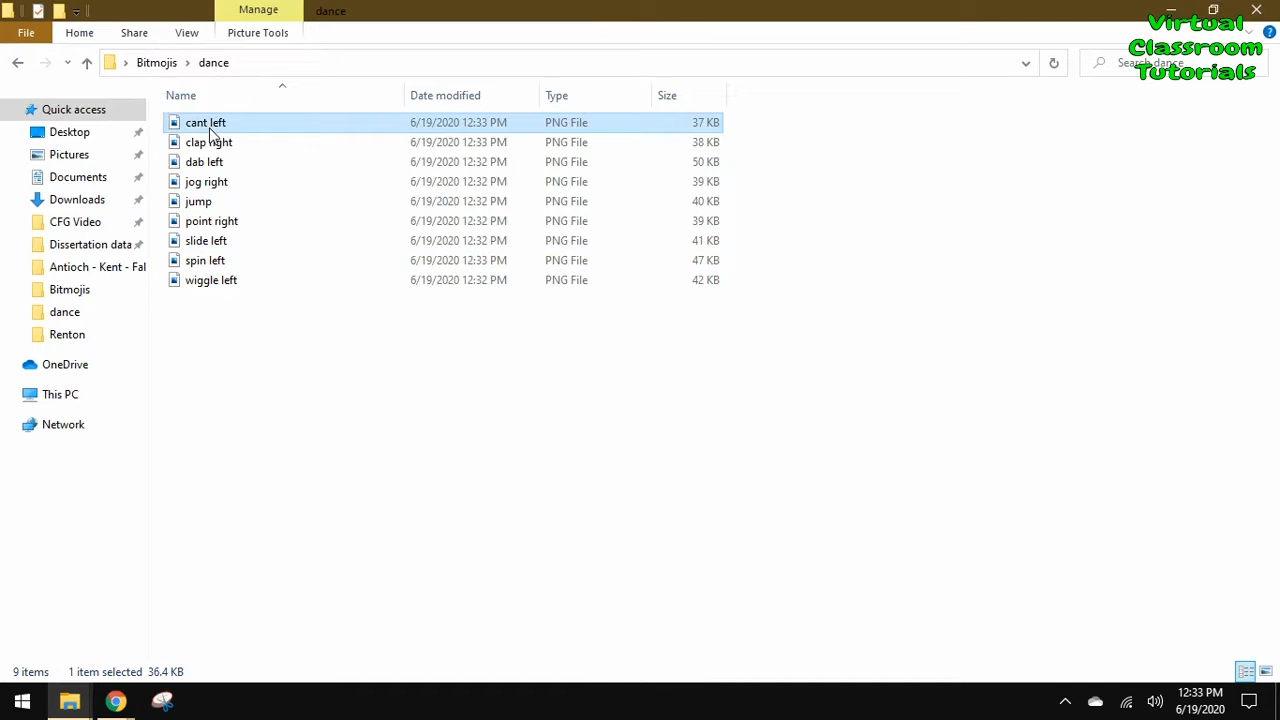 Manage
dance
File
Home
Share
View
Picture Tools
Virtual
Classroom
Tutorials
Bitmojis
dance
Search dance
Name
Date modified
Type
Size
Quick access
Desktop
Pictures
Documents
Downloads
CFG Video
Dissertation data
Antioch - Kent - Fal
Bitmojis
dance
Renton
OneDrive
This PC
Network
cant left 6/19/2020 12:33 PM PNG File 37 KB
clap right 6/19/2020 12:33 PM PNG File 38 KB
dab left 6/19/2020 12:32 PM PNG File 50 KB
jog right 6/19/2020 12:32 PM PNG File 39 KB
jump 6/19/2020 12:32 PM PNG File 40 KB
point right 6/19/2020 12:32 PM PNG File 39 KB
slide left 6/19/2020 12:32 PM PNG File 41 KB
spin left 6/19/2020 12:32 PM PNG File 47 KB
wiggle left 6/19/2020 12:32 PM PNG File 42 KB
9 items
1 item selected 36.4 KB
12:33 PM
6/19/2020